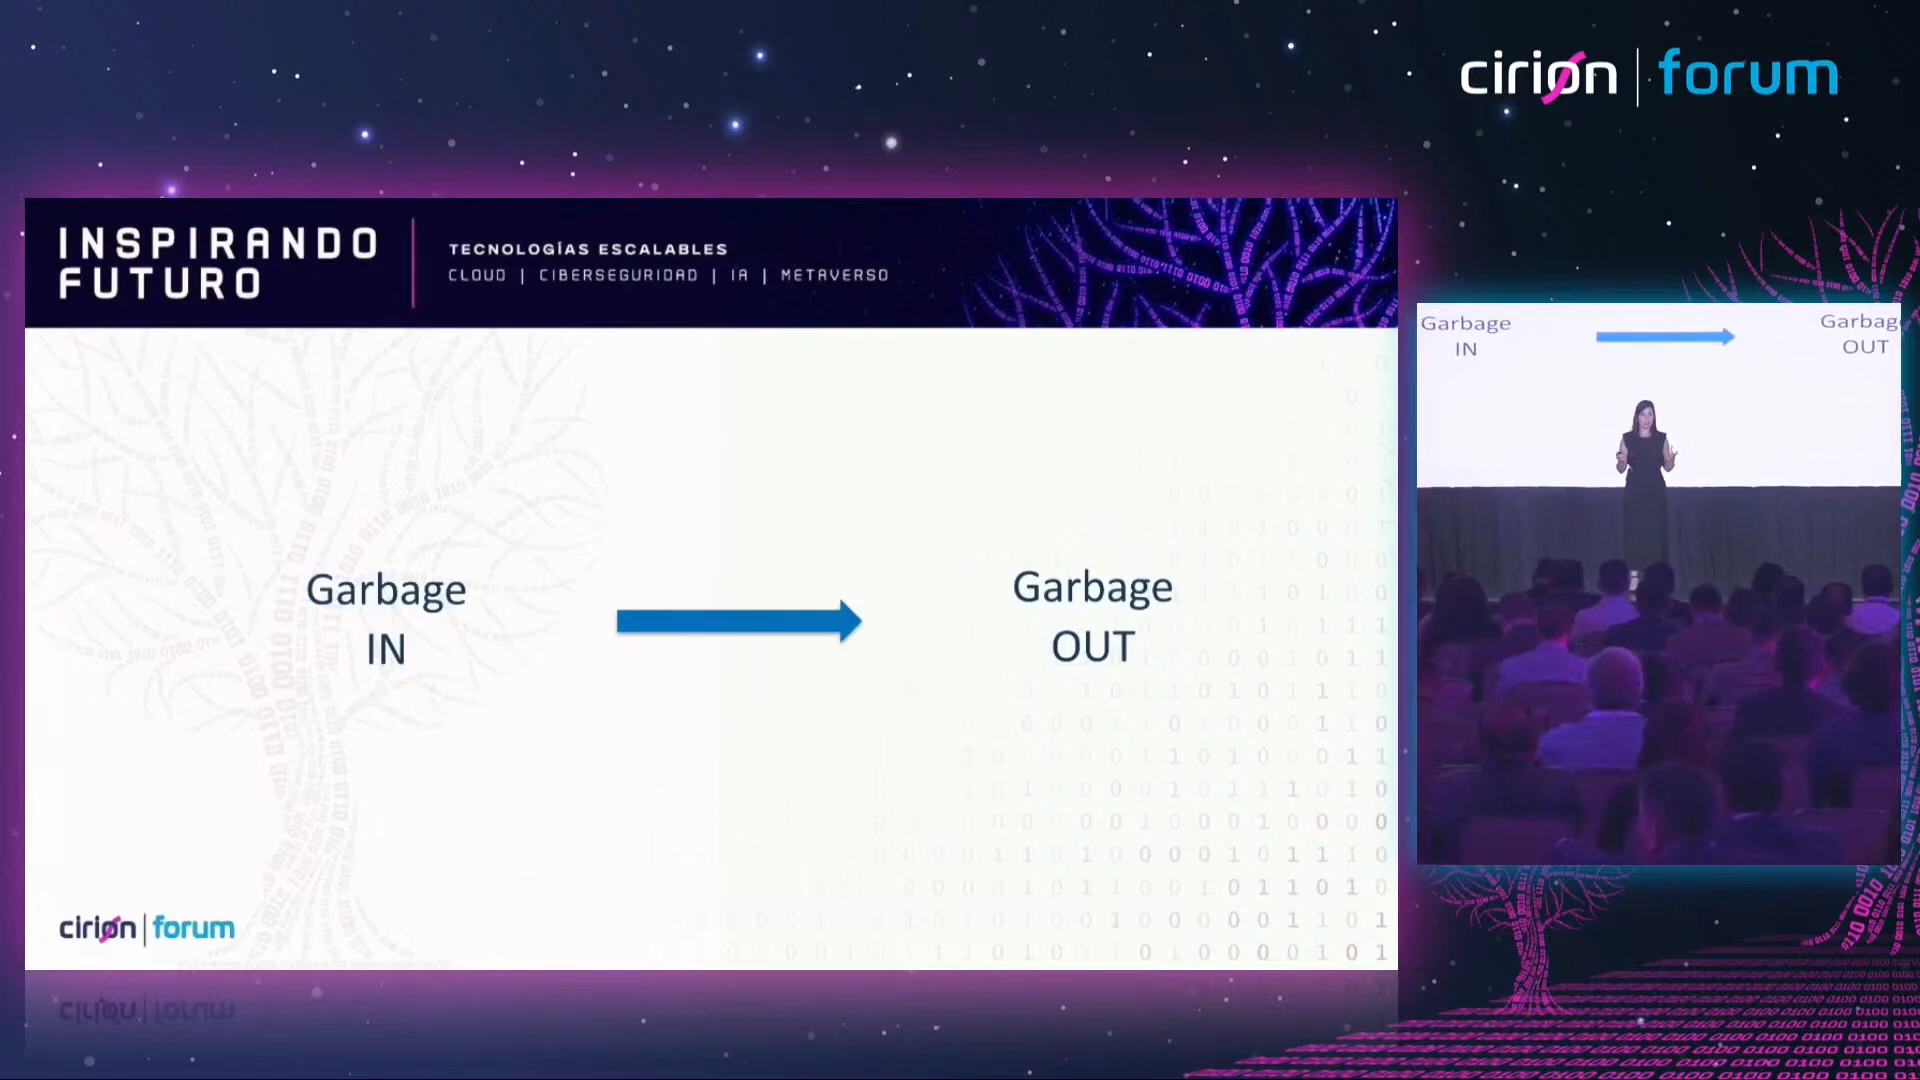 cirion | forum
INSPIRANDO
FUTURO
TECNOLOGÍAS ESCALABLES
CLOUD | CIBERSEGURIDAD | IA | METAVERSO
Garbage
IN
Garbage
OUT
cirion | forum
Garbage
IN
Garbag
OUT